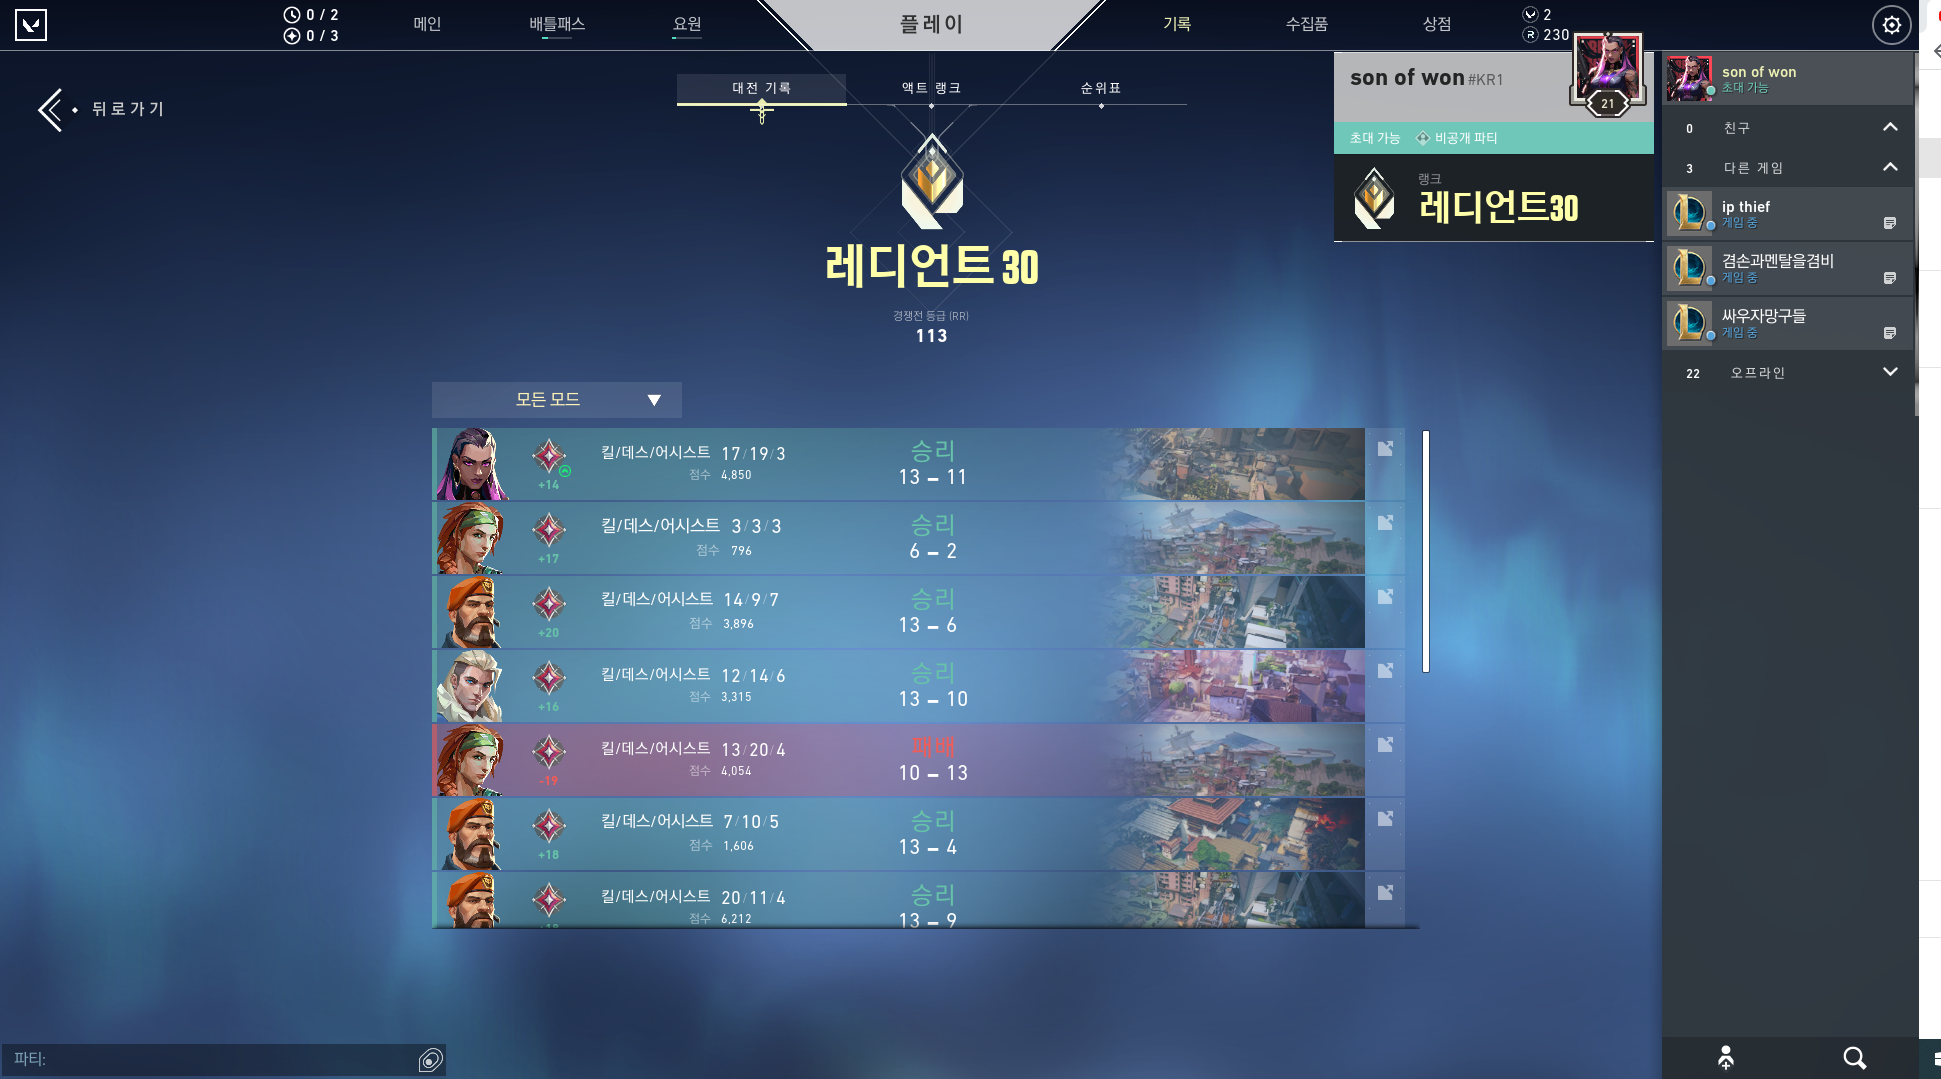 0 / 2
0 / 3
메인
배틀패스
요원
플레이
기록
수집품
상점
2
230
뒤로가기
대전 기록
액트 랭크
순위표
레디언트 30
경쟁전 등급 (RR)
113
son of won #KR1
21
초대 가능
비공개 파티
랭크
레디언트30
모든 모드
킬/데스/어시스트 17/19/3
점수 4,850
+14
승리
13 – 11
킬/데스/어시스트 3/3/3
점수 796
+17
승리
6 – 2
킬/데스/어시스트 14/9/7
점수 3,896
+20
승리
13 – 6
킬/데스/어시스트 12/14/6
점수 3,315
+16
승리
13 – 10
킬/데스/어시스트 13/20/4
점수 4,054
-19
패배
10 – 13
킬/데스/어시스트 7/10/5
점수 1,606
+18
승리
13 – 4
킬/데스/어시스트 20/11/4
점수 6,212
승리
13 – 9
son of won
초대 가능
0 친구
3 다른 게임
ip thief
게임 중
겸손과멘탈을겸비
게임 중
싸우자망구들
게임 중
22 오프라인
파티: